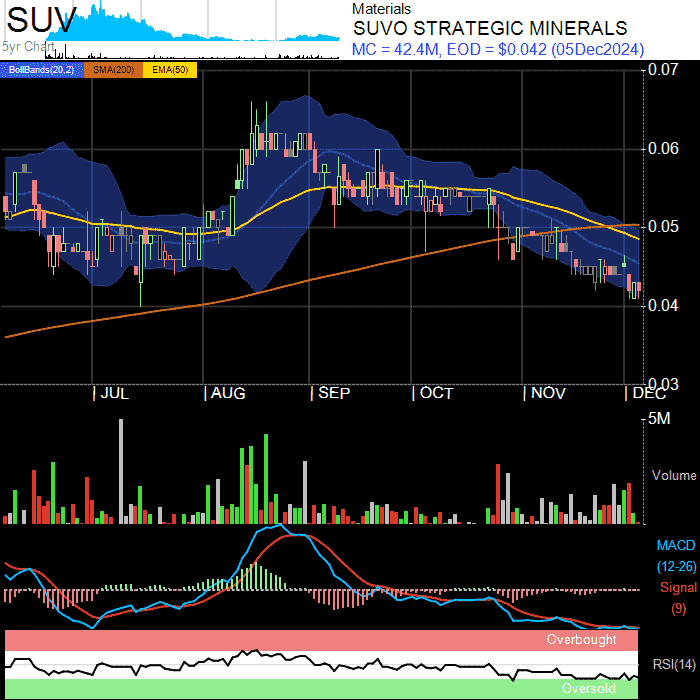 SUV
5yr Chart
Materials
SUVO STRATEGIC MINERALS
MC = 42.4M, EOD = $0.042 (05Dec2024)
BollBands(20,2) SMA(200) EMA(50)
0.07
0.06
0.05
0.04
0.03
JUL AUG SEP OCT NOV DEC
5M
Volume
MACD
(12-26)
Signal
(9)
Overbought
RSI(14)
Oversold